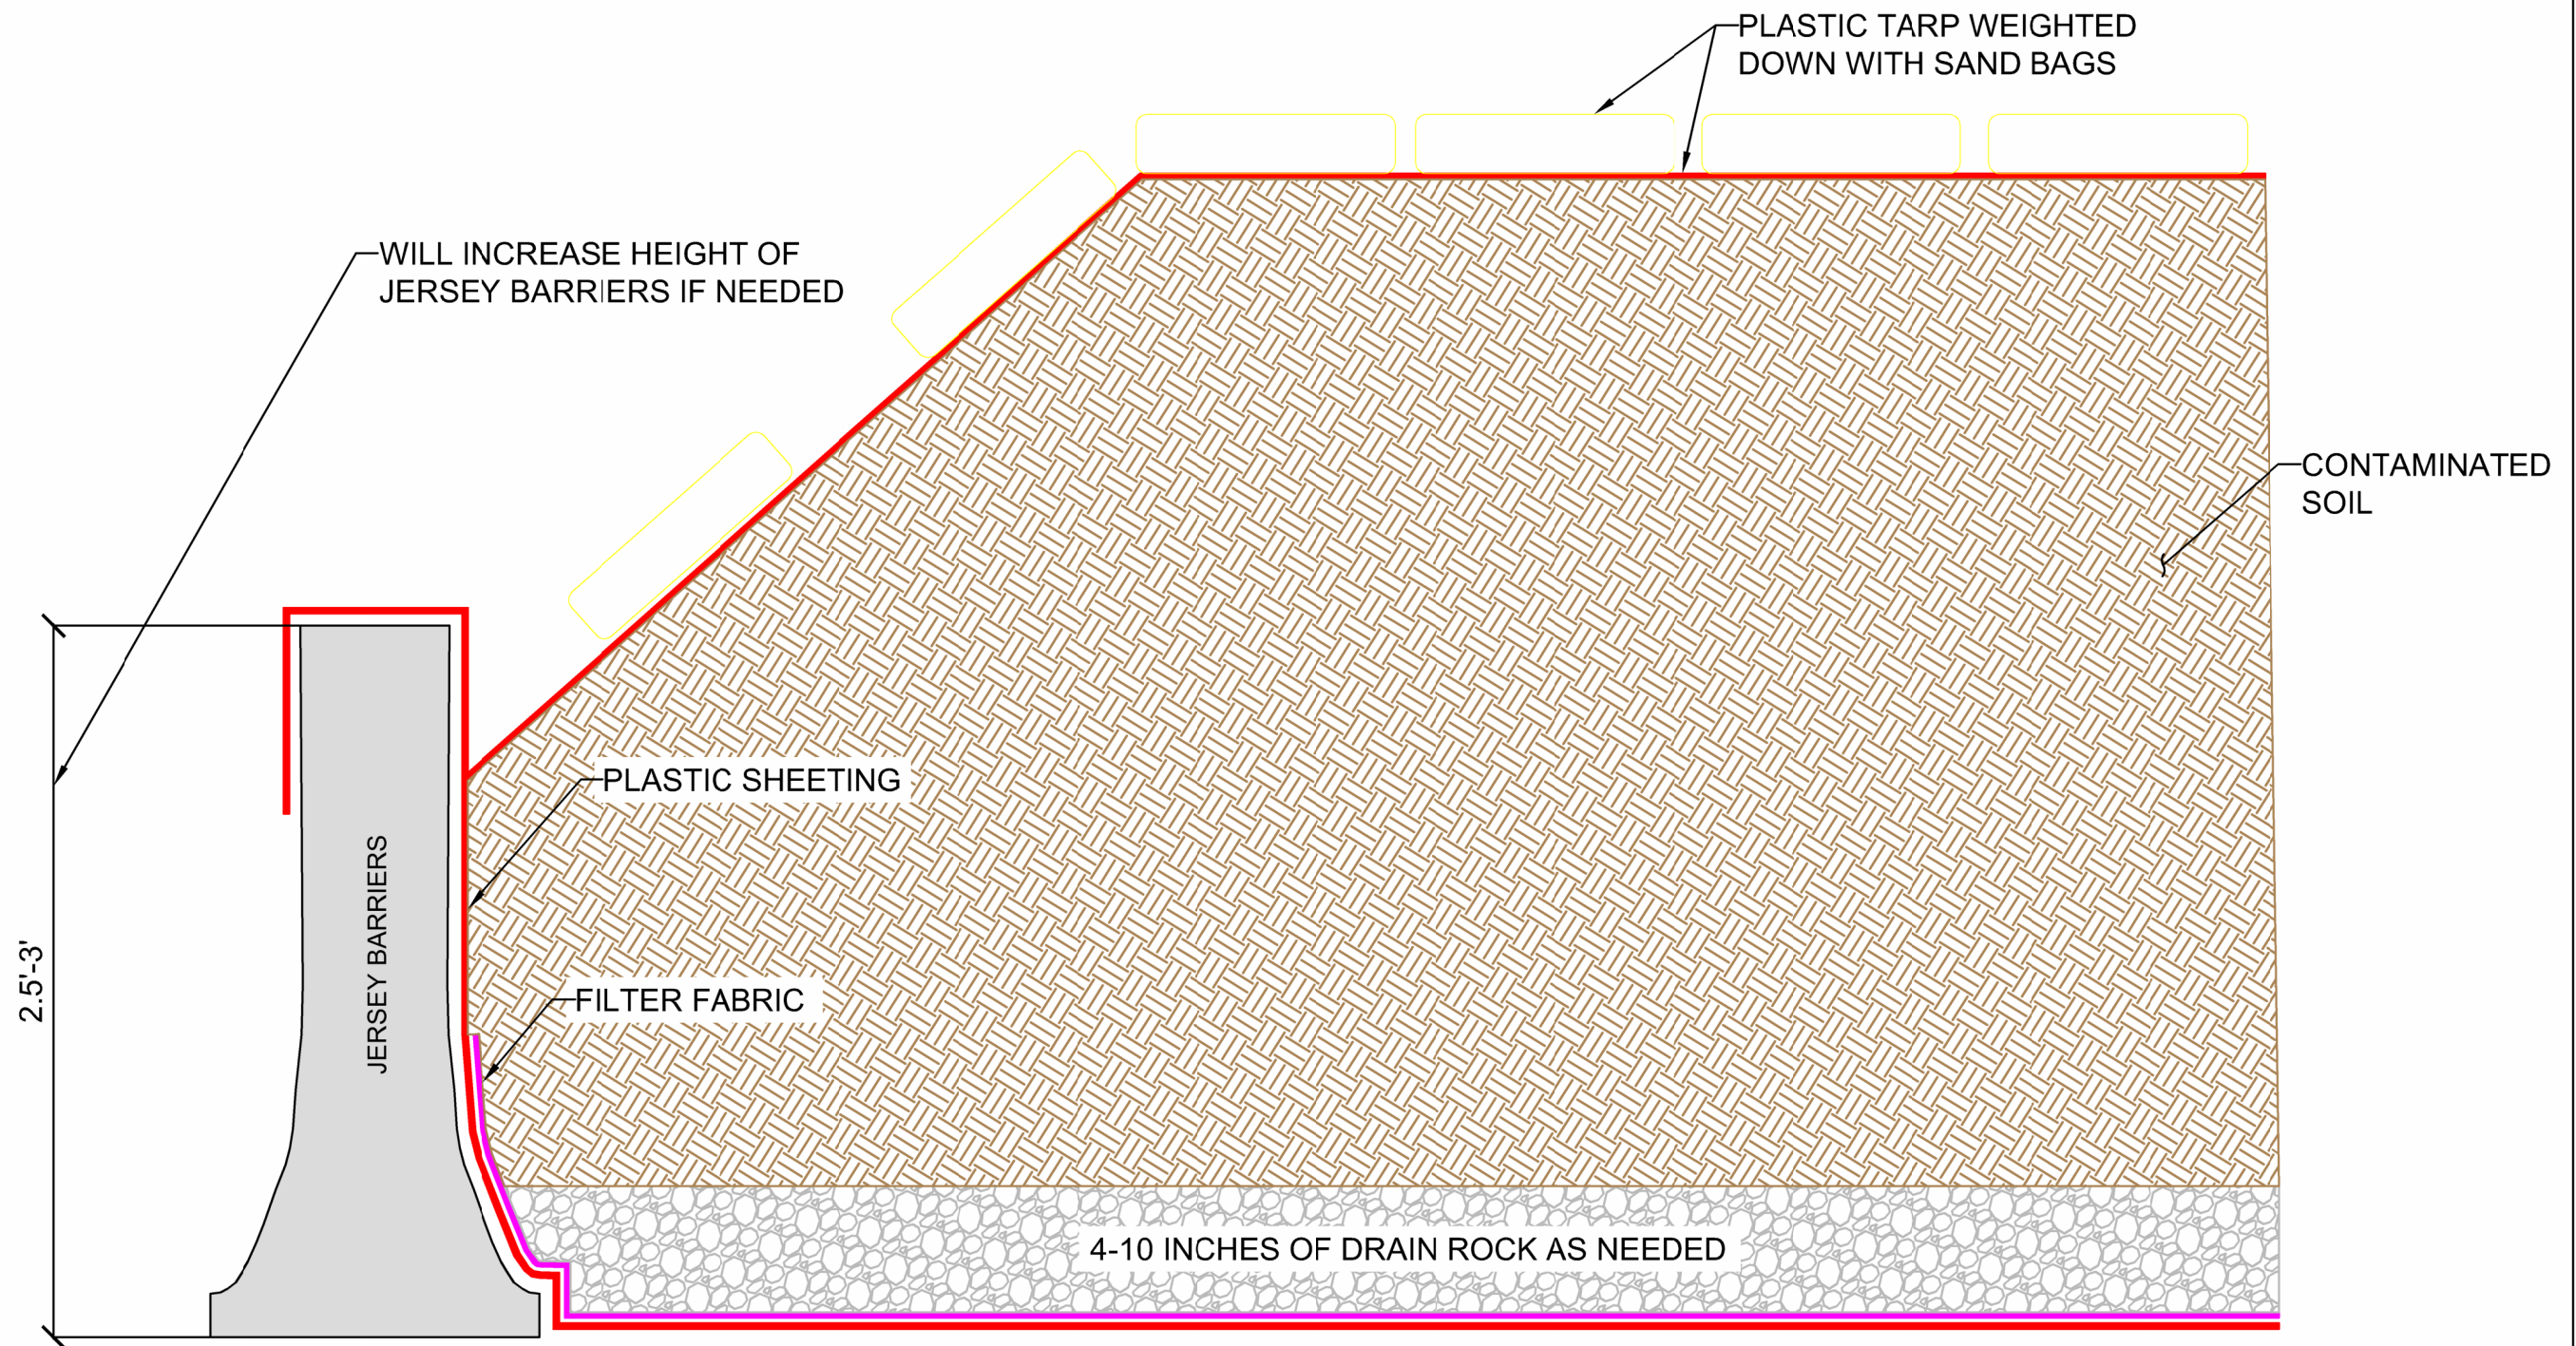 PLASTIC TARP WEIGHTED
DOWN WITH SAND BAGS
WILL INCREASE HEIGHT OF
JERSEY BARRIERS IF NEEDED
CONTAMINATED
SOIL
PLASTIC SHEETING
JERSEY BARRIERS
2.5'-3'
FILTER FABRIC
4-10 INCHES OF DRAIN ROCK AS NEEDED